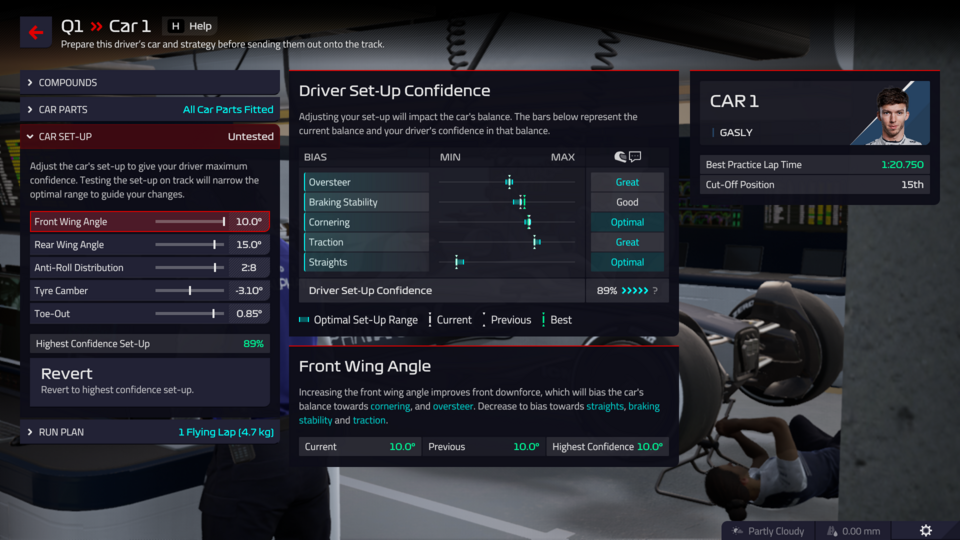 Q1 » Car 1 H Help
Prepare this driver's car and strategy before sending them out onto the track.
COMPOUNDS
CAR PARTS All Car Parts Fitted
CAR SET-UP Untested
Adjust the car's set-up to give your driver maximum
confidence. Testing the set-up on track will narrow the
optimal range to guide your changes.
Front Wing Angle 10.0°
Rear Wing Angle 15.0°
Anti-Roll Distribution 2:8
Tyre Camber -3.10°
Toe-Out 0.85°
Highest Confidence Set-Up 89%
Revert
Revert to highest confidence set-up.
RUN PLAN 1 Flying Lap (4.7 kg)
Driver Set-Up Confidence
Adjusting your set-up will impact the car's balance. The bars below represent the
current balance and your driver's confidence in that balance.
BIAS MIN MAX
Oversteer Great
Braking Stability Good
Cornering Optimal
Traction Great
Straights Optimal
Driver Set-Up Confidence 89% ›››››?
Optimal Set-Up Range Current Previous Best
Front Wing Angle
Increasing the front wing angle improves front downforce, which will bias the car's
balance towards cornering, and oversteer. Decrease to bias towards straights, braking
stability and traction.
Current 10.0° Previous 10.0° Highest Confidence 10.0°
CAR 1
GASLY
Best Practice Lap Time 1:20.750
Cut-Off Position 15th
Partly Cloudy 0.00 mm